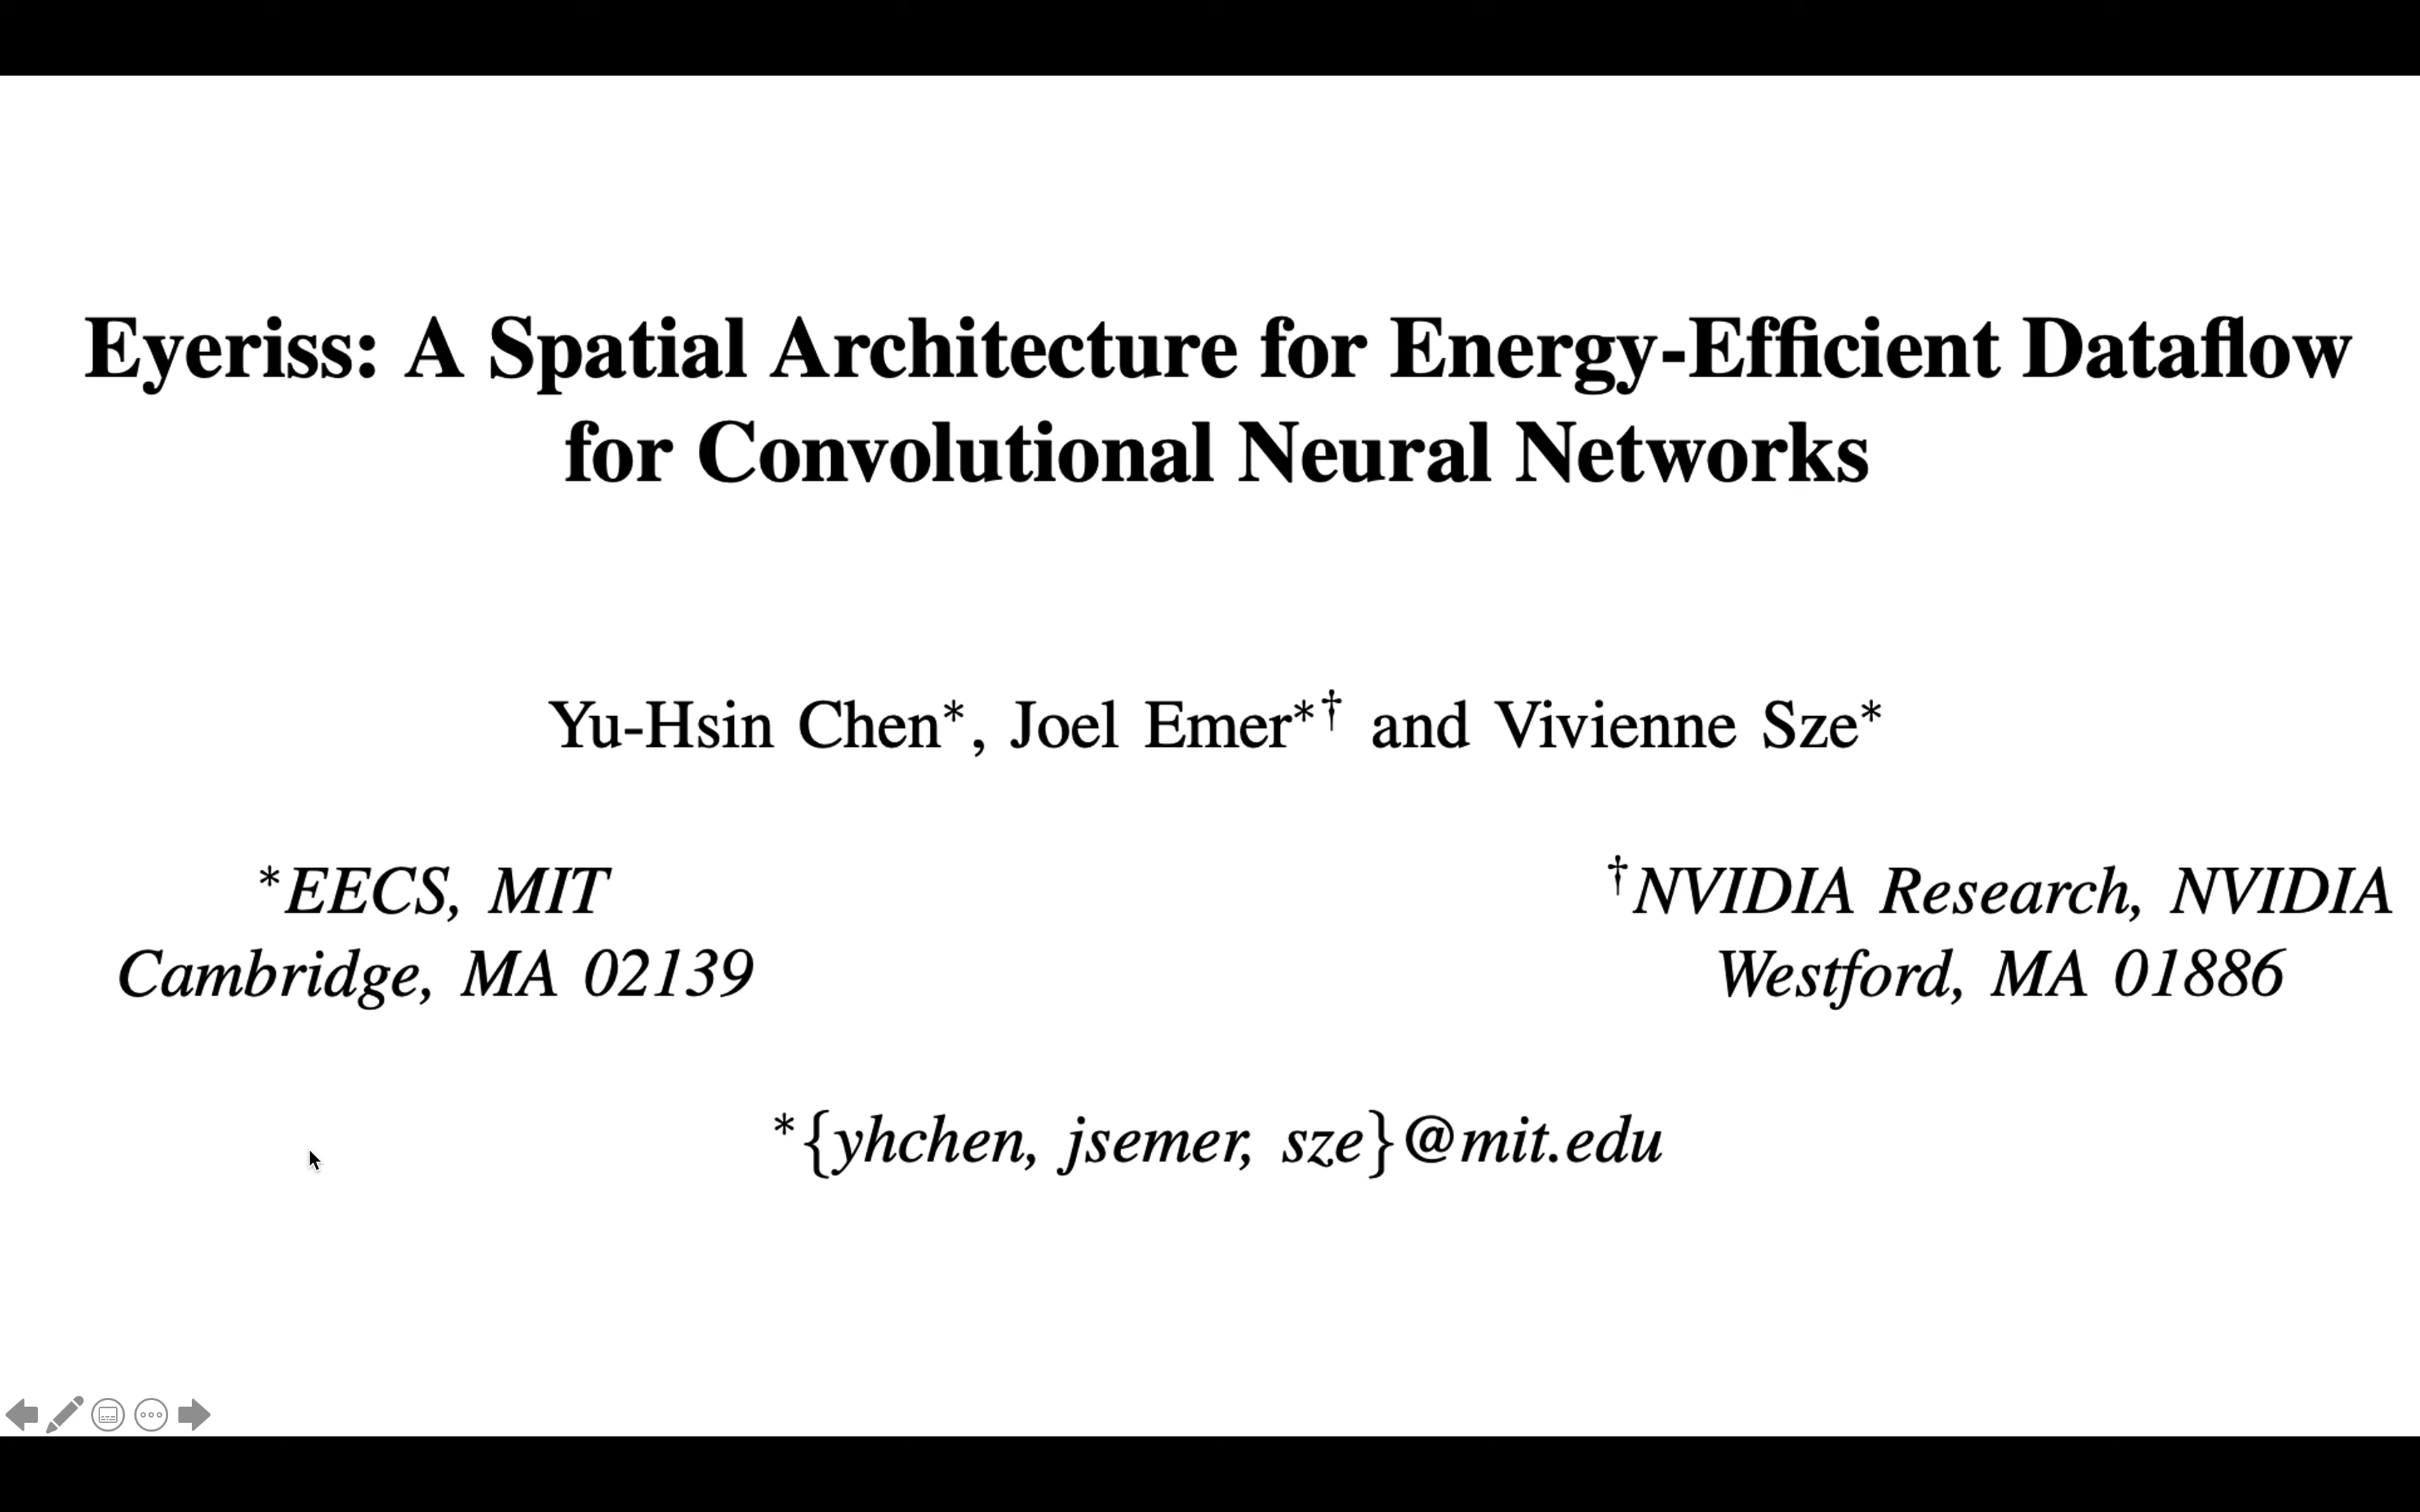 Eyeriss: A Spatial Architecture for Energy-Efficient Dataflow
for Convolutional Neural Networks
Yu-Hsin Chen*, Joel Emer*† and Vivienne Sze*
*EECS, MIT
Cambridge, MA 02139
†NVIDIA Research, NVIDIA
Westford, MA 01886
*{yhchen, jsemer, sze}@mit.edu